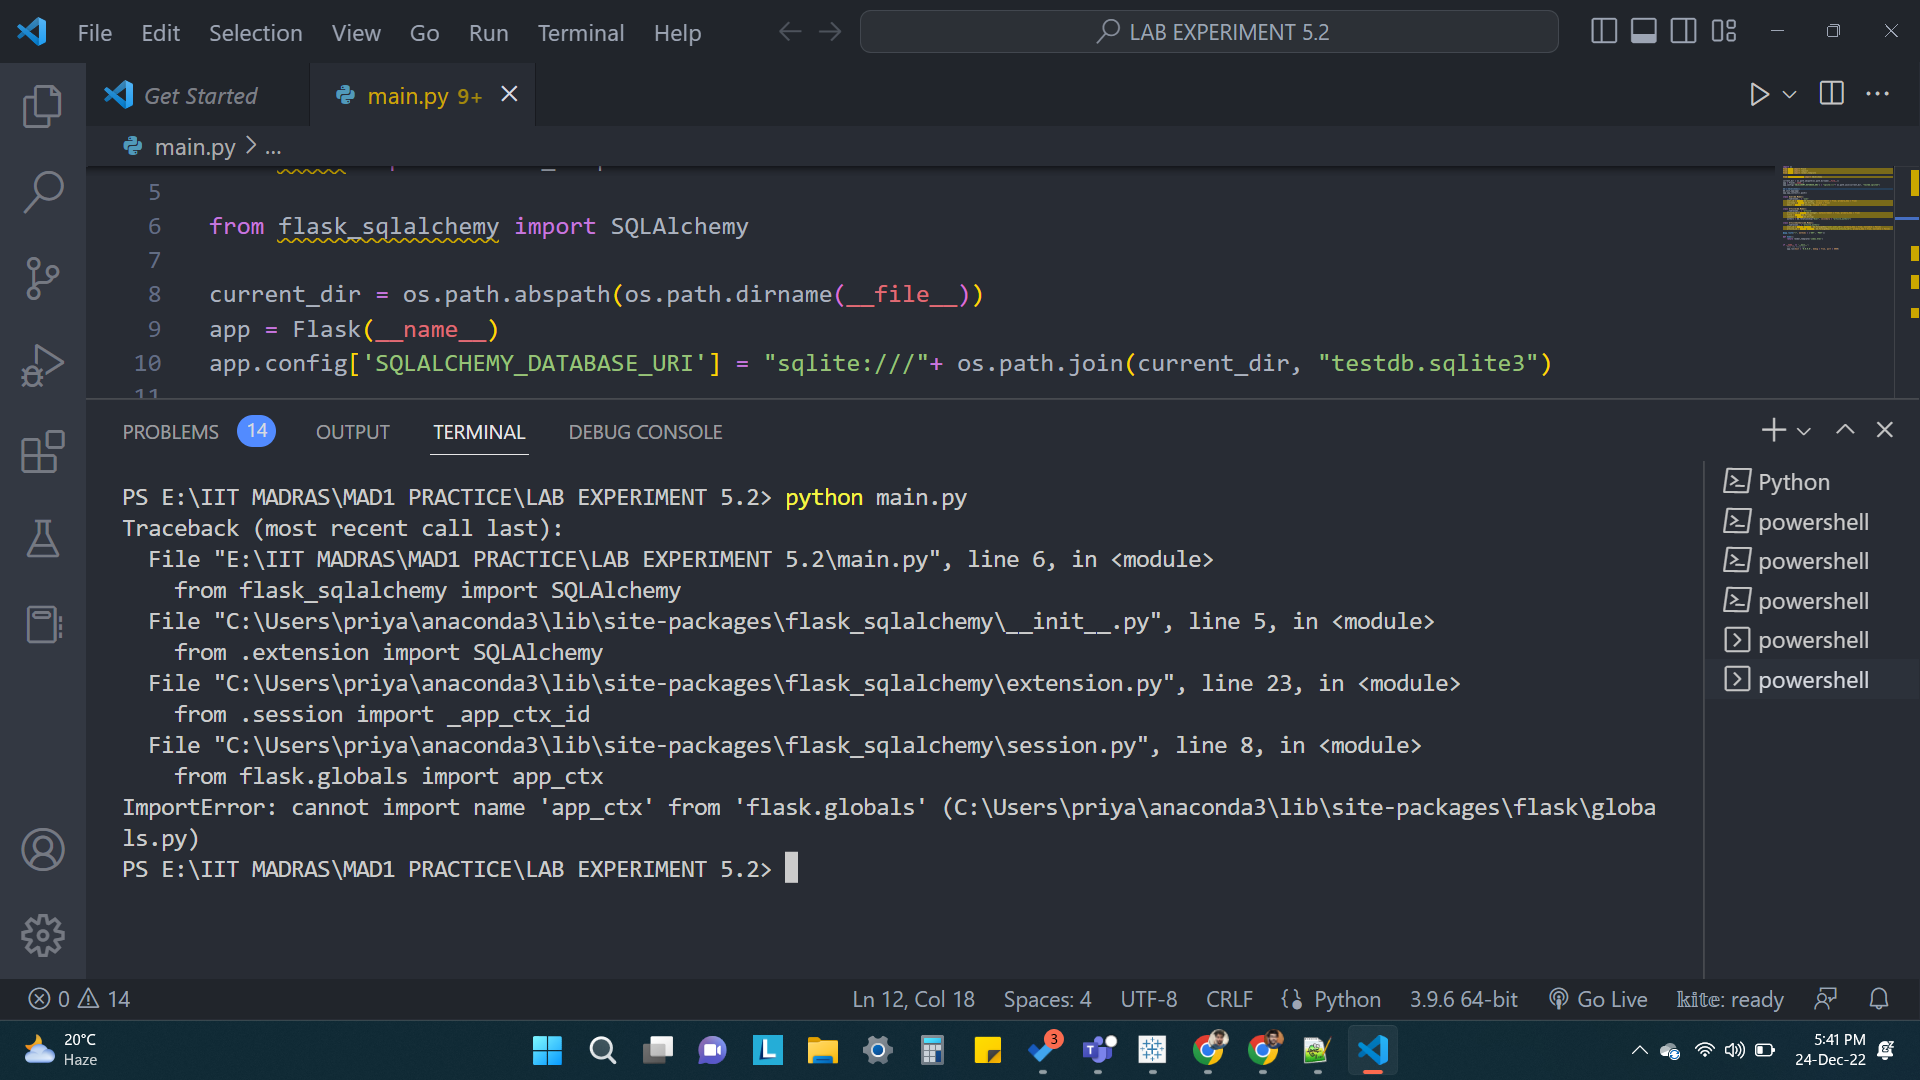 File Edit Selection View Go Run Terminal Help
LAB EXPERIMENT 5.2
Get Started
main.py 9+
main.py > ...
5
6 from flask_sqlalchemy import SQLAlchemy
7
8 current_dir = os.path.abspath(os.path.dirname(__file__))
9 app = Flask(__name__)
10 app.config['SQLALCHEMY_DATABASE_URI'] = "sqlite:///"+ os.path.join(current_dir, "testdb.sqlite3")
11
PROBLEMS 14 OUTPUT TERMINAL DEBUG CONSOLE
PS E:\IIT MADRAS\MAD1 PRACTICE\LAB EXPERIMENT 5.2> python main.py
Traceback (most recent call last):
File "E:\IIT MADRAS\MAD1 PRACTICE\LAB EXPERIMENT 5.2\main.py", line 6, in <module>
from flask_sqlalchemy import SQLAlchemy
File "C:\Users\priya\anaconda3\lib\site-packages\flask_sqlalchemy\__init__.py", line 5, in <module>
from .extension import SQLAlchemy
File "C:\Users\priya\anaconda3\lib\site-packages\flask_sqlalchemy\extension.py", line 23, in <module>
from .session import _app_ctx_id
File "C:\Users\priya\anaconda3\lib\site-packages\flask_sqlalchemy\session.py", line 8, in <module>
from flask.globals import app_ctx
ImportError: cannot import name 'app_ctx' from 'flask.globals' (C:\Users\priya\anaconda3\lib\site-packages\flask\globa
ls.py)
PS E:\IIT MADRAS\MAD1 PRACTICE\LAB EXPERIMENT 5.2>
Python
powershell
powershell
powershell
powershell
powershell
0 14
Ln 12, Col 18 Spaces: 4 UTF-8 CRLF Python 3.9.6 64-bit Go Live kite: ready
20°C
Haze
3
5:41 PM
24-Dec-22